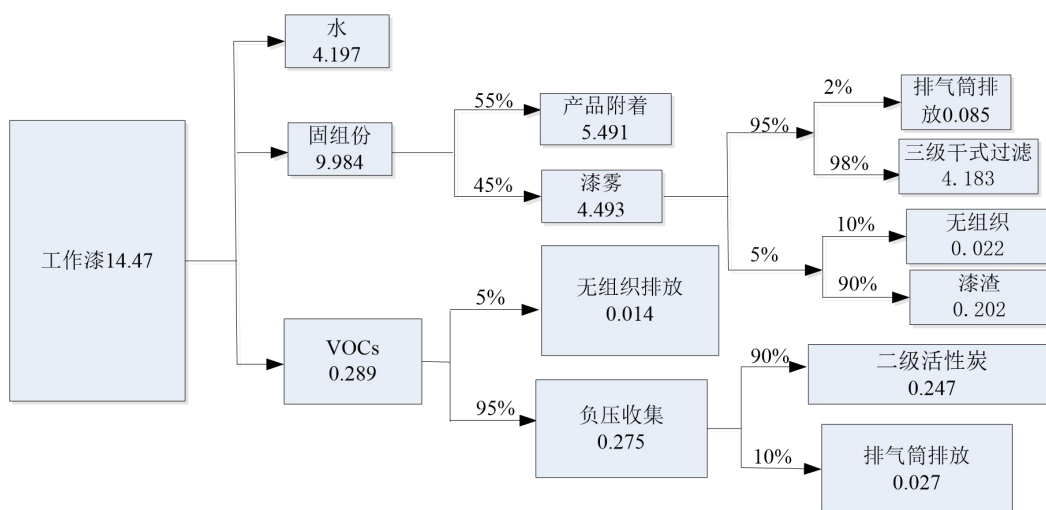 工作漆14.47
水
4.197
固组份
9.984
VOCs
0.289
55%
产品附着
5.491
45%
漆雾
4.493
5%
无组织排放
0.014
95%
负压收集
0.275
95%
2%
排气筒排
放0.085
98%
三级干式过滤
4.183
5%
10%
无组织
0.022
90%
漆渣
0.202
90%
二级活性炭
0.247
10%
排气筒排放
0.027